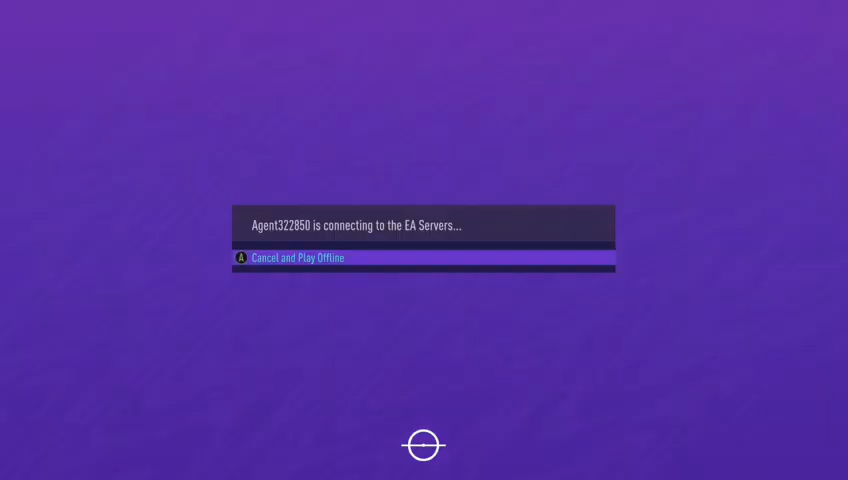 Agent322850 is connecting to the EA Servers...
A Cancel and Play Offline